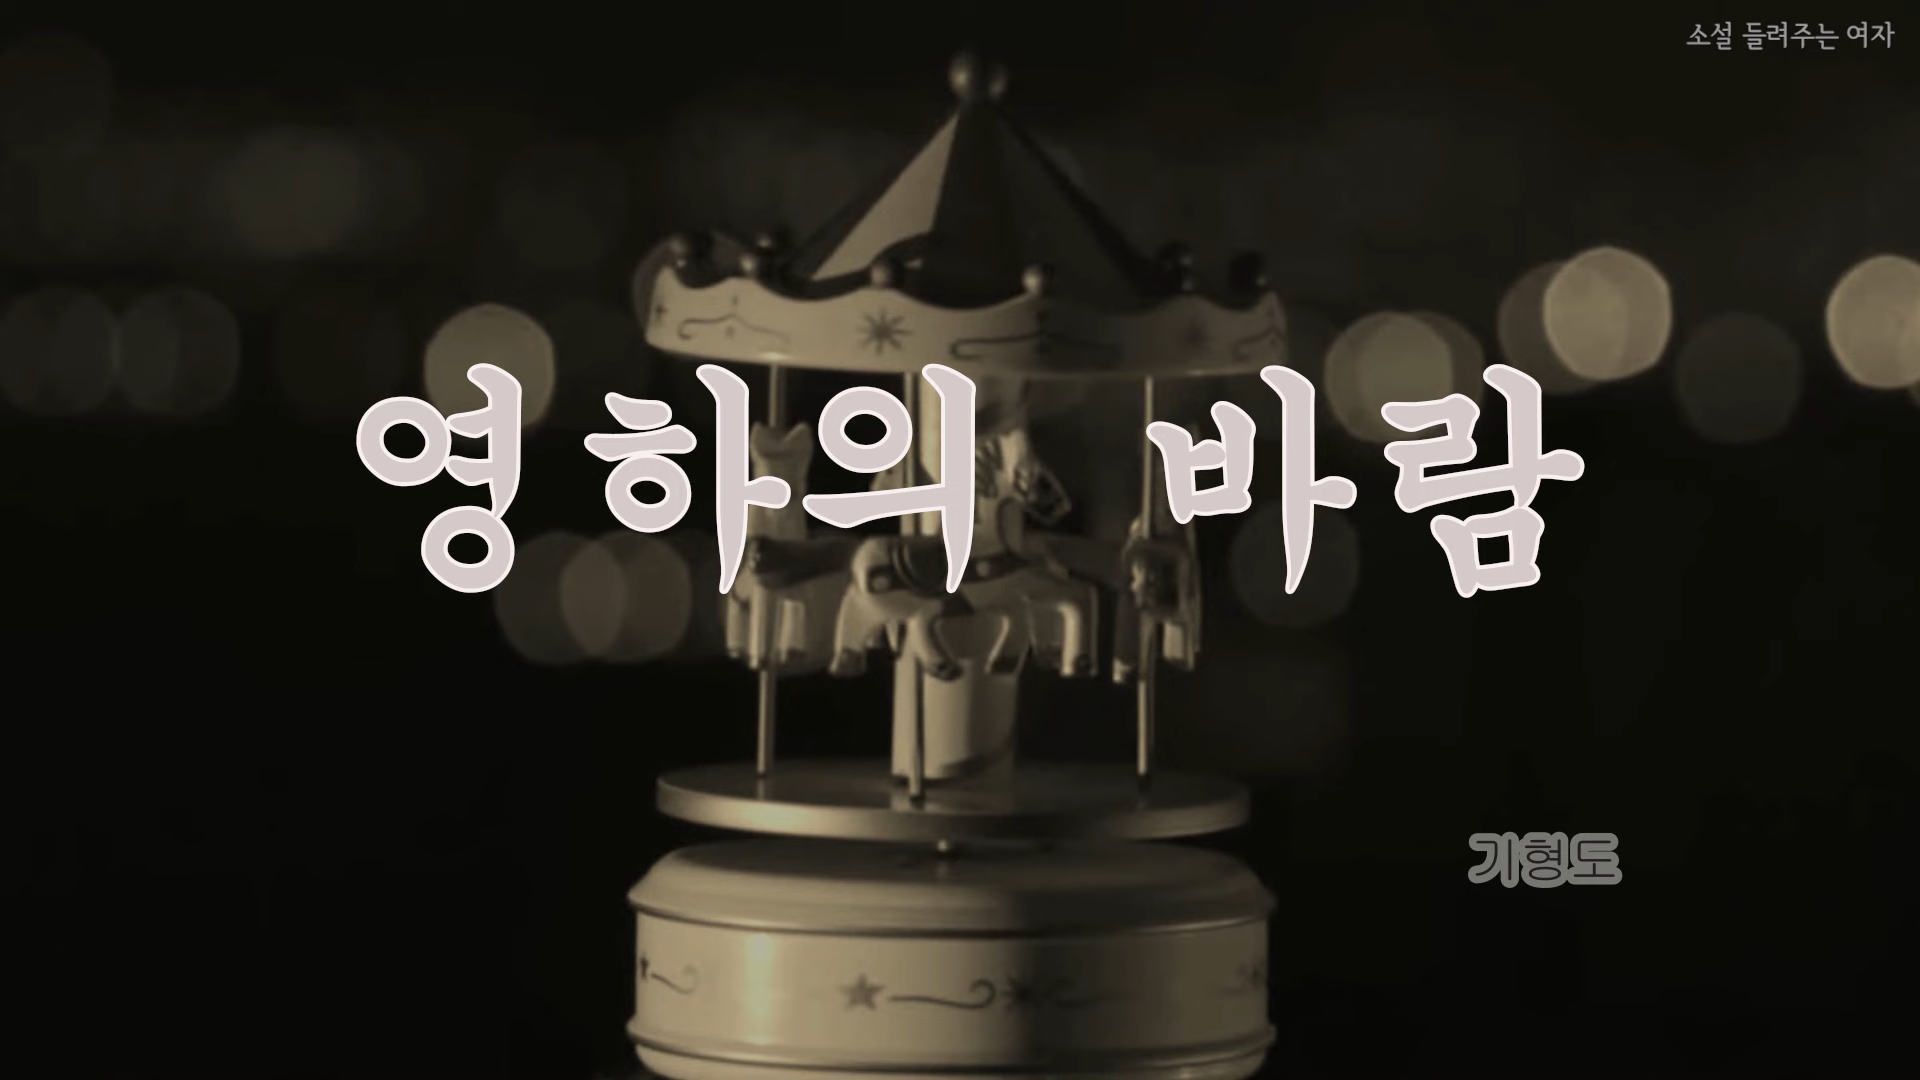 소설 들려주는 여자
영하의 바람
기형도